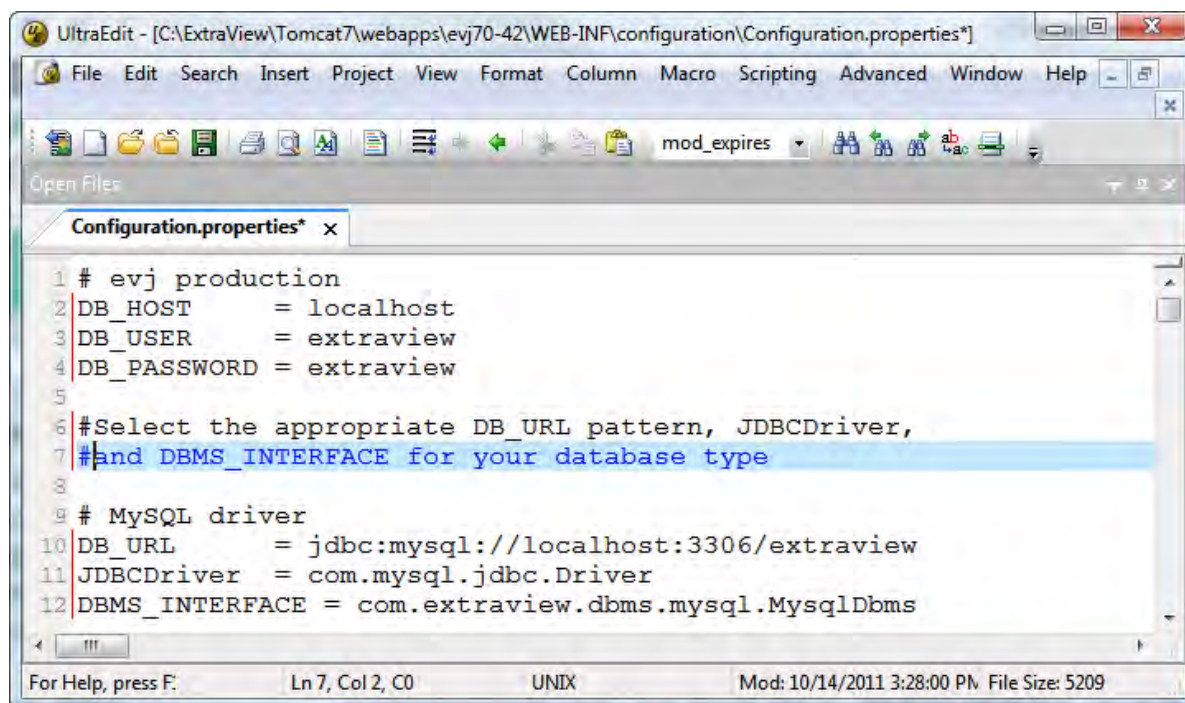 UltraEdit - [C:\ExtraView\Tomcat7\webapps\evj70-42\WEB-INF\configuration\Configuration.properties*]
File Edit Search Insert Project View Format Column Macro Scripting Advanced Window Help
mod_expires
Open Files
Configuration.properties* x
1 # evj production
2 DB_HOST = localhost
3 DB_USER = extraview
4 DB_PASSWORD = extraview
5
6 #Select the appropriate DB_URL pattern, JDBCDriver,
7 #and DBMS_INTERFACE for your database type
8
9 # MySQL driver
10 DB_URL = jdbc:mysql://localhost:3306/extraview
11 JDBCDriver = com.mysql.jdbc.Driver
12 DBMS_INTERFACE = com.extraview.dbms.mysql.MysqlDbms
For Help, press F: Ln 7, Col 2, C0 UNIX Mod: 10/14/2011 3:28:00 PM File Size: 5209